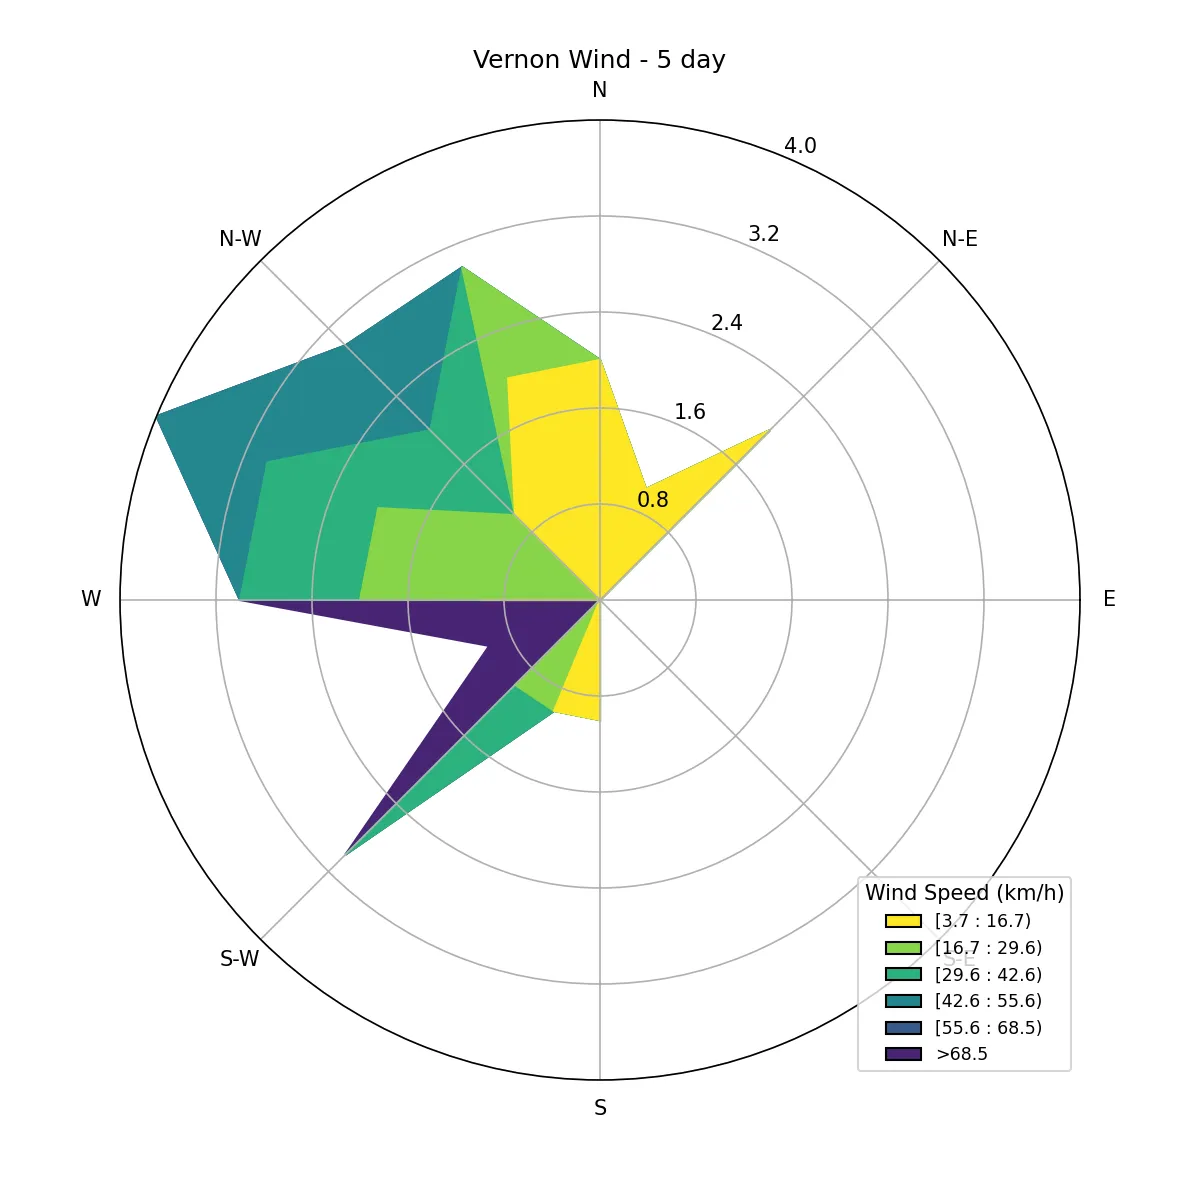 Vernon Wind - 5 day
N
4.0
N-W
3.2
N-E
2.4
1.6
0.8
W
E
S-W
S-E
Wind Speed (km/h)
[3.7 : 16.7)
[16.7 : 29.6)
[29.6 : 42.6)
[42.6 : 55.6)
[55.6 : 68.5)
>68.5
S